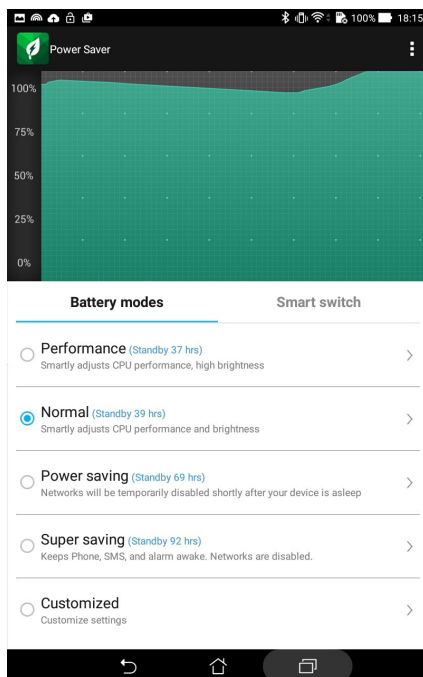 100% 18:15
Power Saver
100%
75%
50%
25%
0%
Battery modes Smart switch
Performance (Standby 37 hrs)
Smartly adjusts CPU performance, high brightness
Normal (Standby 39 hrs)
Smartly adjusts CPU performance and brightness
Power saving (Standby 69 hrs)
Networks will be temporarily disabled shortly after your device is asleep
Super saving (Standby 92 hrs)
Keeps Phone, SMS, and alarm awake. Networks are disabled.
Customized
Customize settings